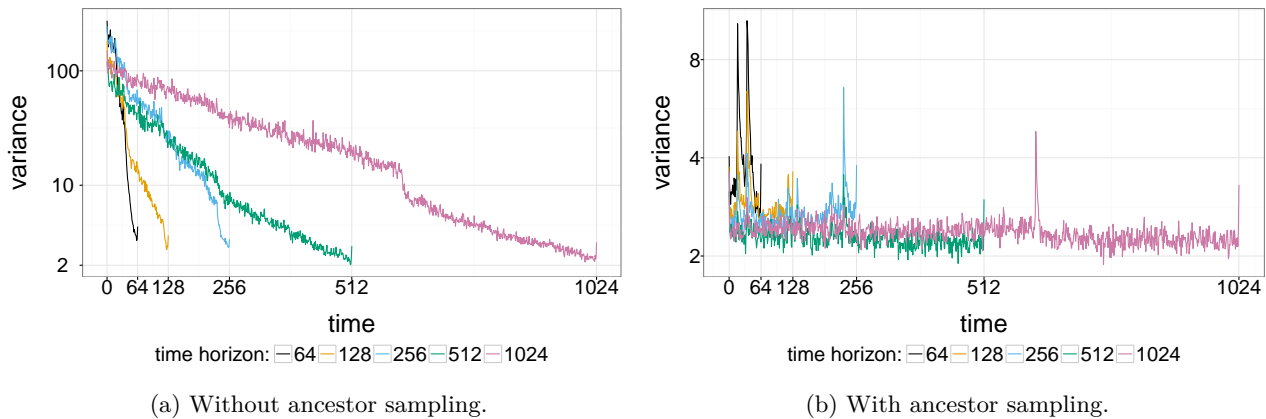 100
10
2
variance
0 64 128 256 512 1024
time
time horizon: 64 128 256 512 1024
(a) Without ancestor sampling.
8
4
2
variance
0 64 128 256 512 1024
time
time horizon: 64 128 256 512 1024
(b) With ancestor sampling.